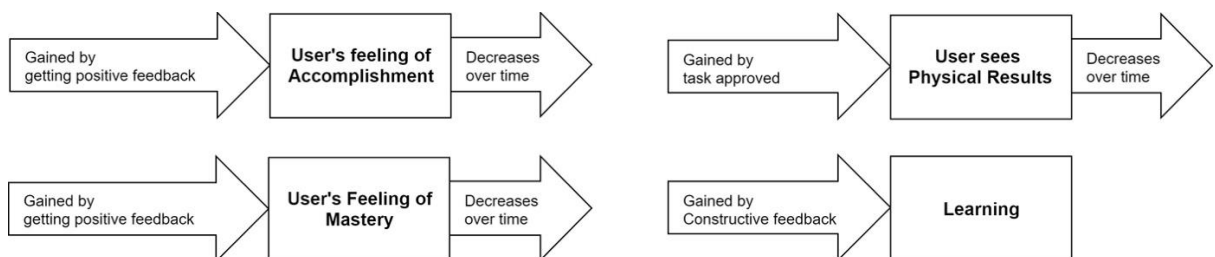 Gained by
getting positive feedback
User's feeling of
Accomplishment
Decreases
over time
Gained by
task approved
User sees
Physical Results
Decreases
over time
Gained by
getting positive feedback
User's Feeling of
Mastery
Decreases
over time
Gained by
Constructive feedback
Learning